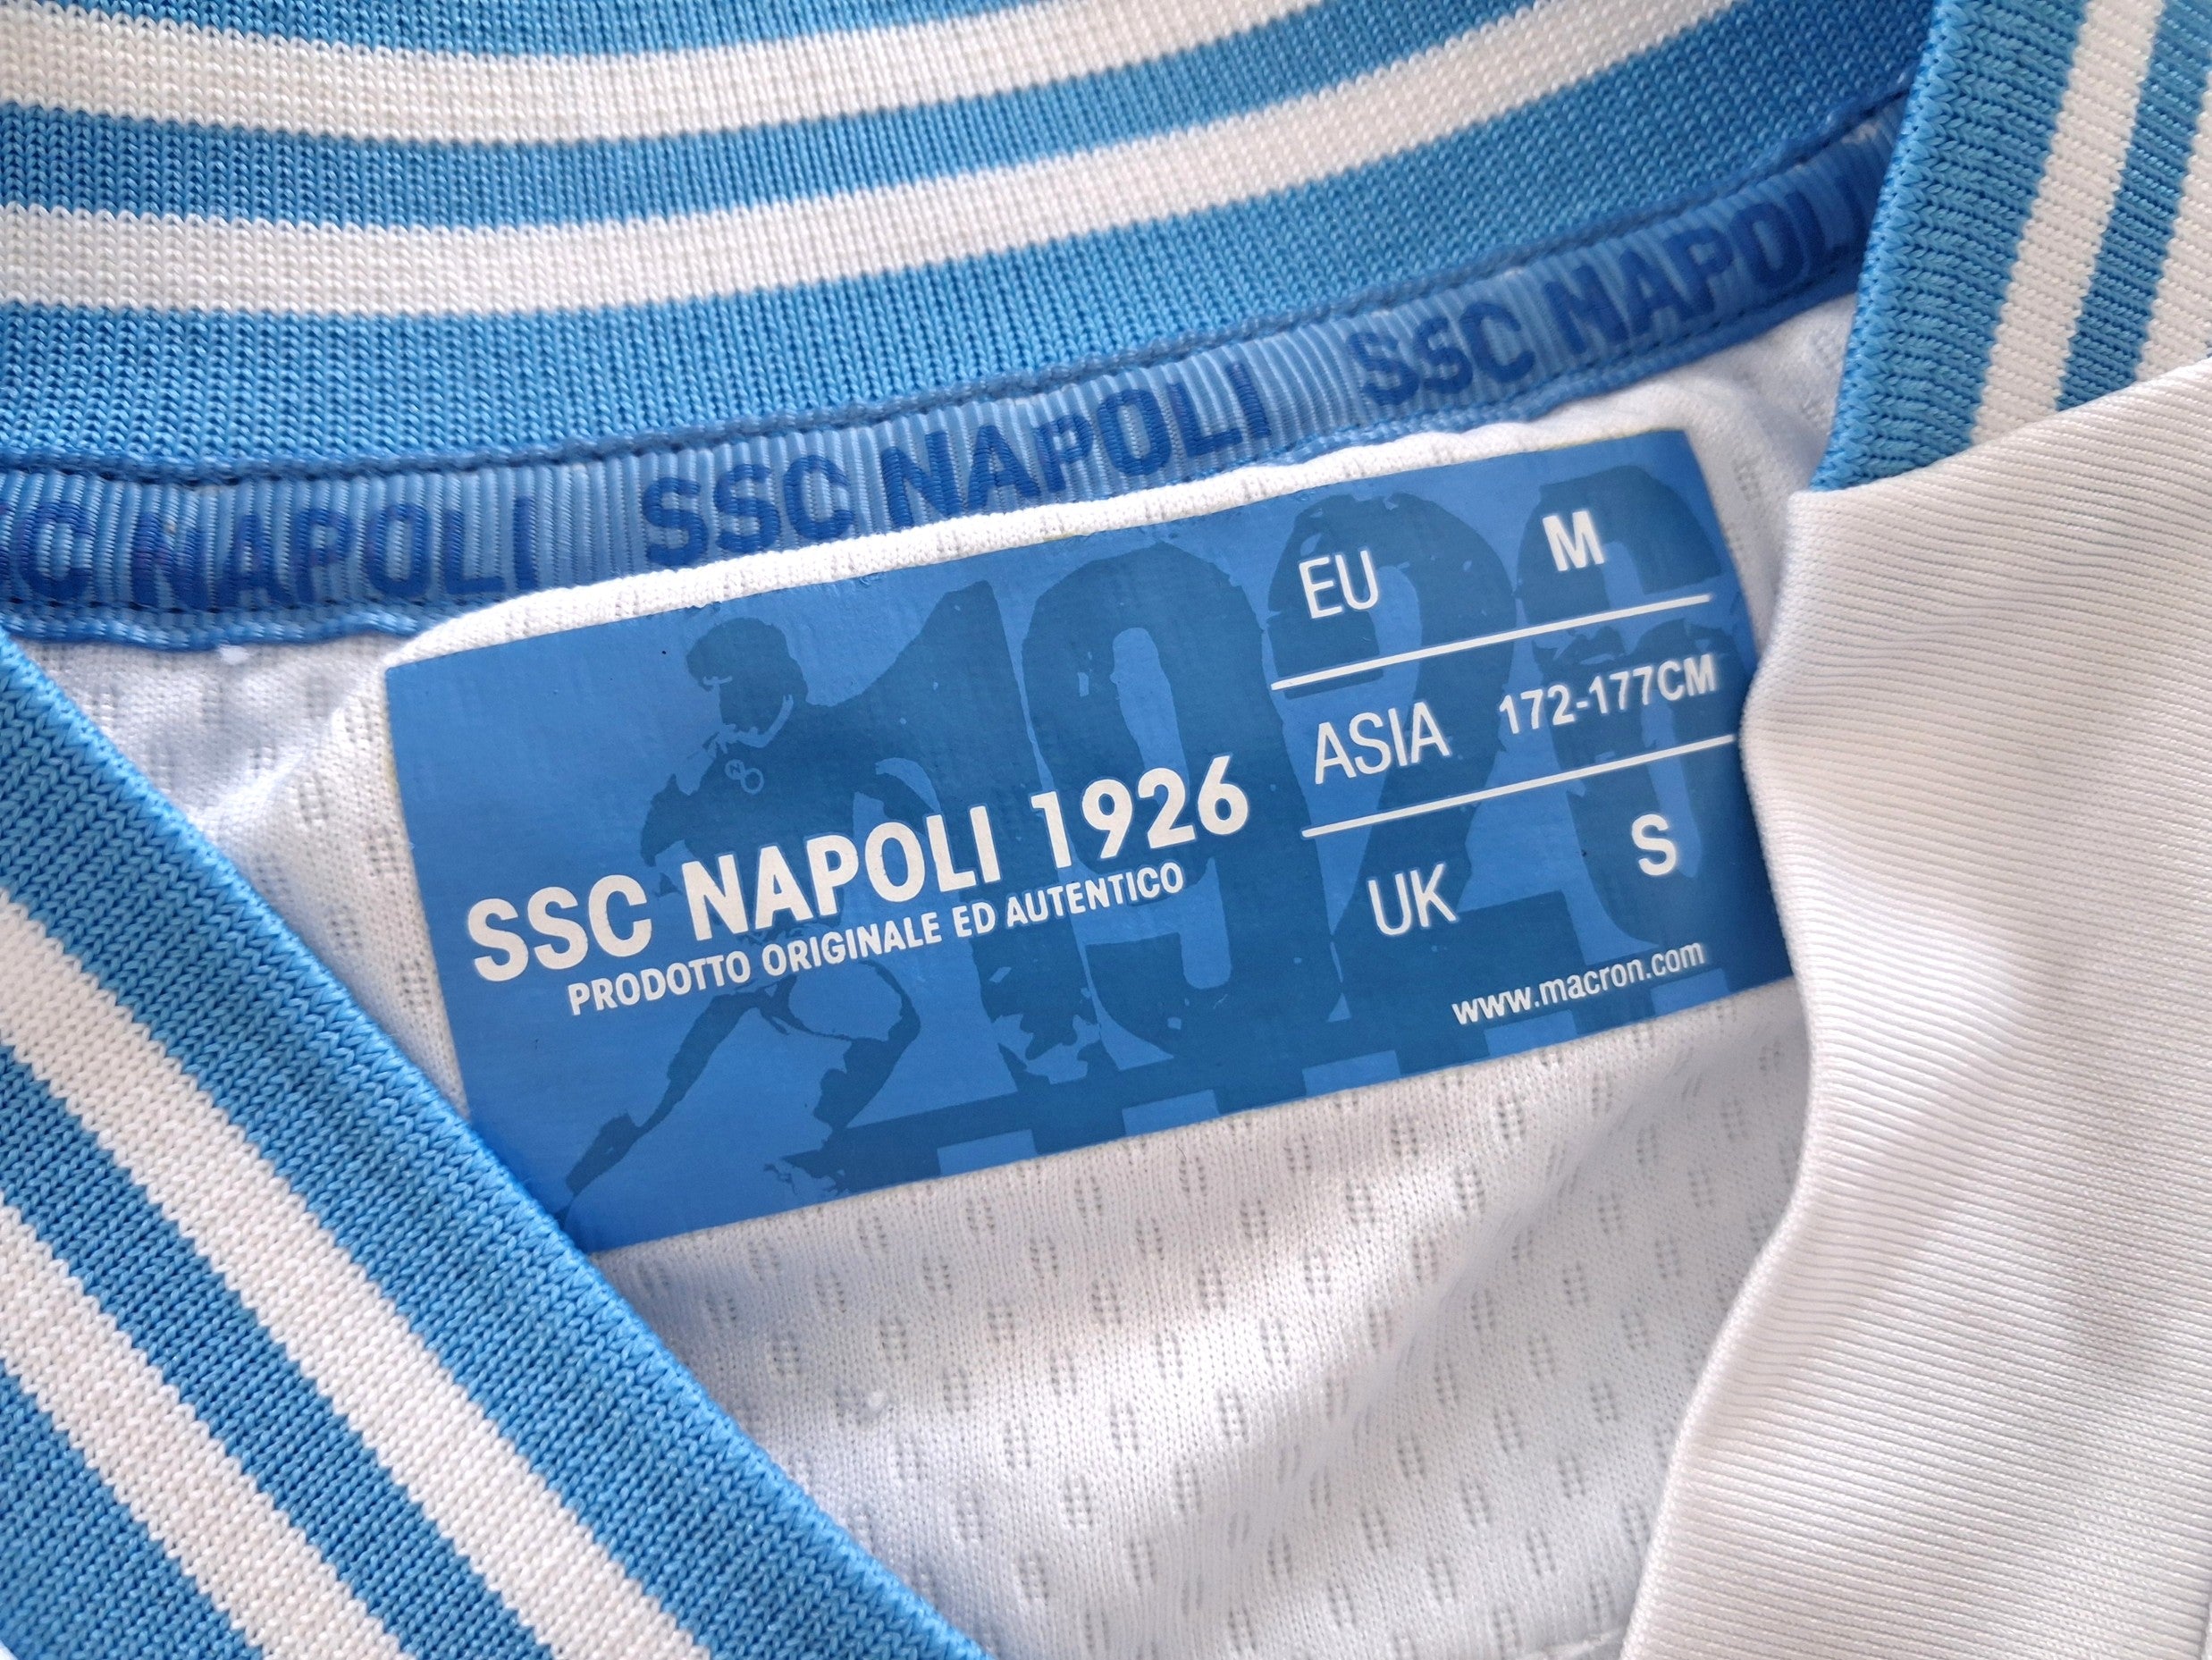 SSC NAPOLI
SSC NAPOLI
NAPOLI
1926
EU M
ASIA 172-177CM
UK S
SSC NAPOLI 1926
PRODOTTO ORIGINALE ED AUTENTICO
www.macron.com